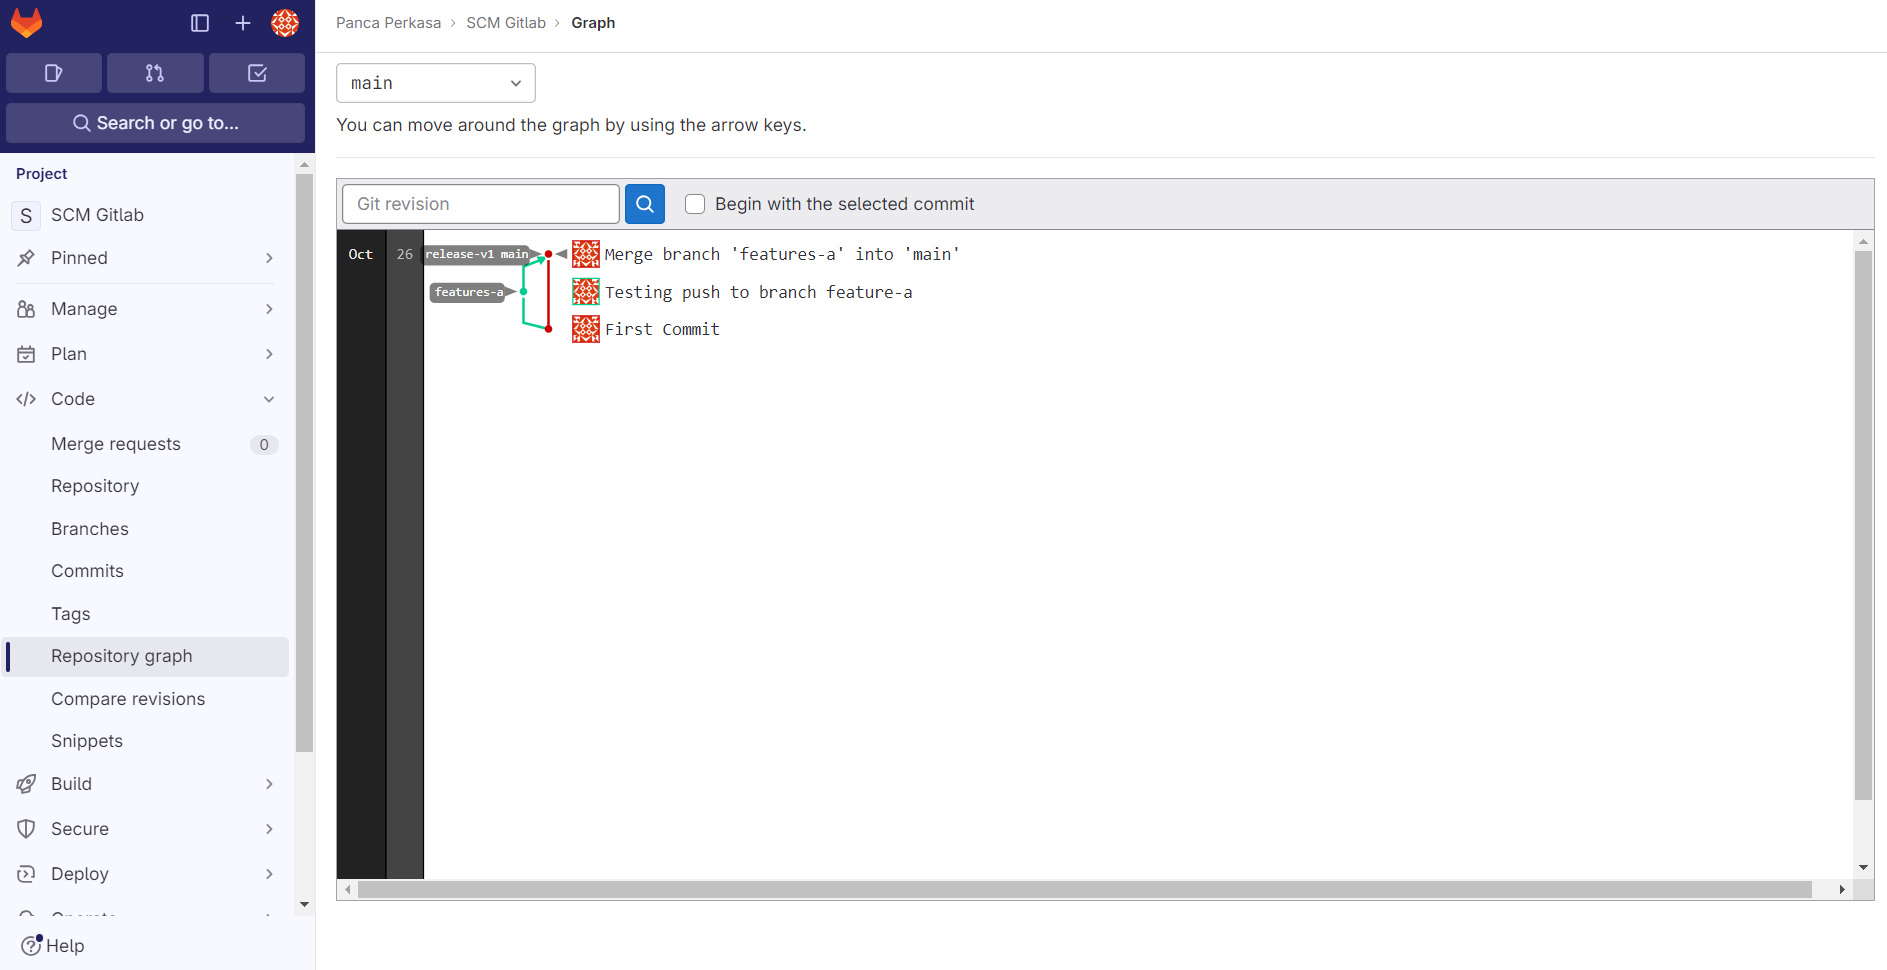 Panca Perkasa > SCM Gitlab > Graph
Search or go to...
Project
S SCM Gitlab
Pinned
Manage
Plan
Code
Merge requests 0
Repository
Branches
Commits
Tags
Repository graph
Compare revisions
Snippets
Build
Secure
Deploy
Operate
Help
main
You can move around the graph by using the arrow keys.
Git revision
Begin with the selected commit
Oct 26 release-v1 main Merge branch 'features-a' into 'main'
features-a Testing push to branch feature-a
First Commit